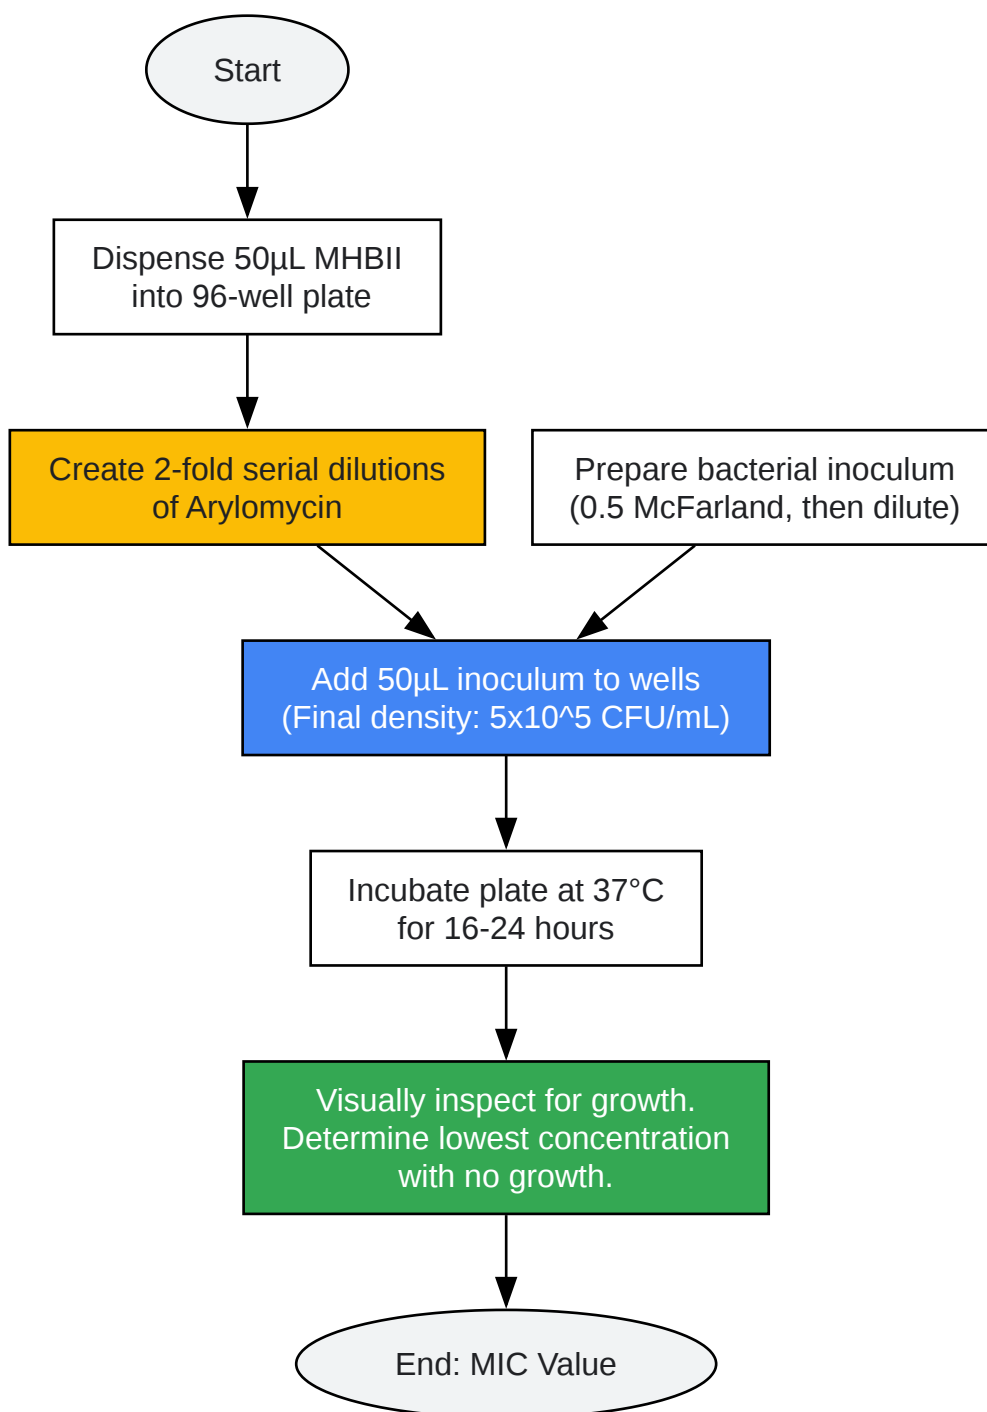 Start
Dispense 50µL MHBII
into 96-well plate
Create 2-fold serial dilutions
of Arylomycin
Prepare bacterial inoculum
(0.5 McFarland, then dilute)
Add 50µL inoculum to wells
(Final density: 5x10^5 CFU/mL)
Incubate plate at 37°C
for 16-24 hours
Visually inspect for growth.
Determine lowest concentration
with no growth.
End: MIC Value